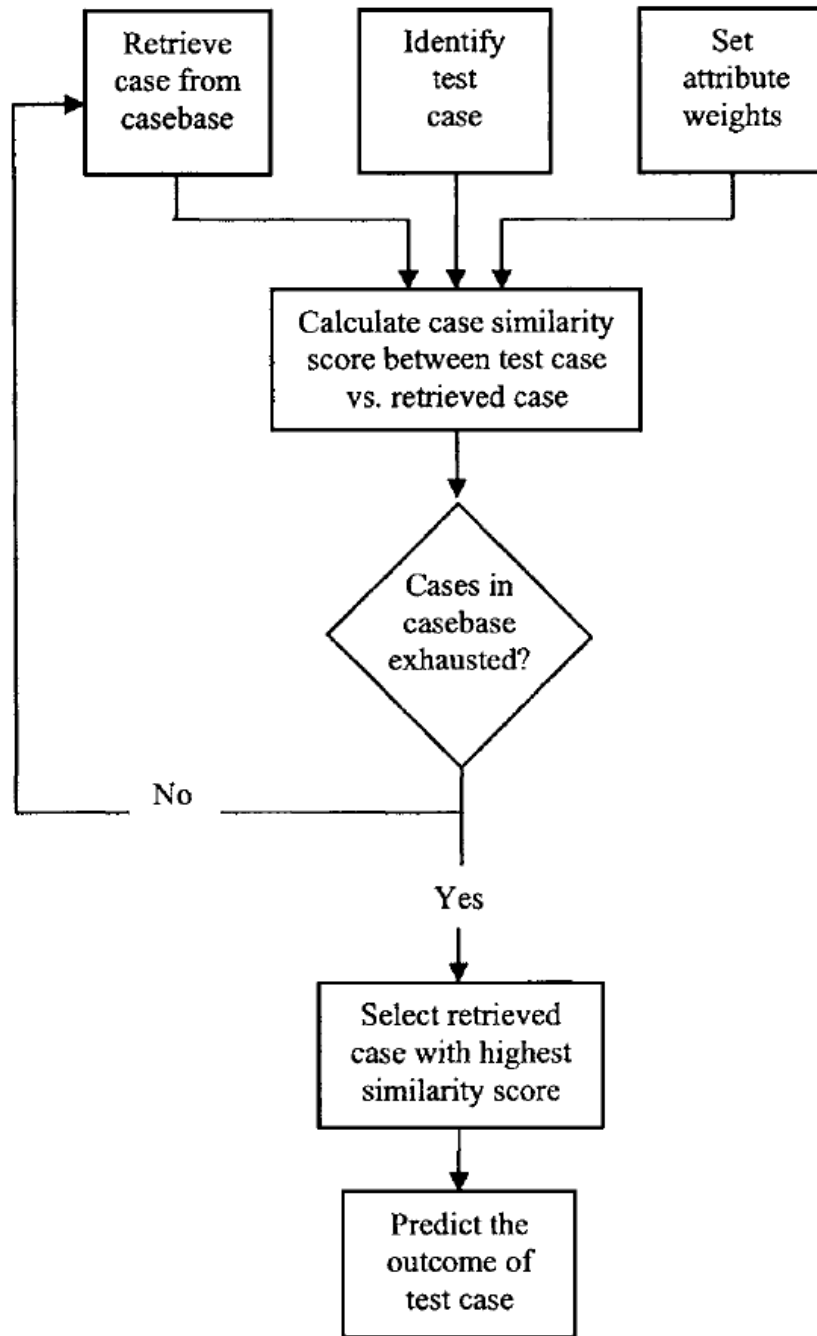 Retrieve
case from
casebase
Identify
test
case
Set
attribute
weights
Calculate case similarity
score between test case
vs. retrieved case
Cases in
casebase
exhausted?
No
Yes
Select retrieved
case with highest
similarity score
Predict the
outcome of
test case